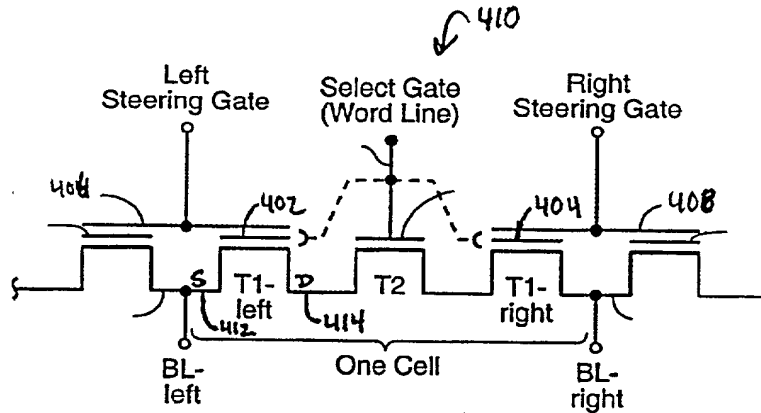 410
Left
Steering Gate
Select Gate
(Word Line)
Right
Steering Gate
402
404
408
S
T1-
left
D
T2
T1-
right
412
414
One Cell
BL-
left
BL-
right